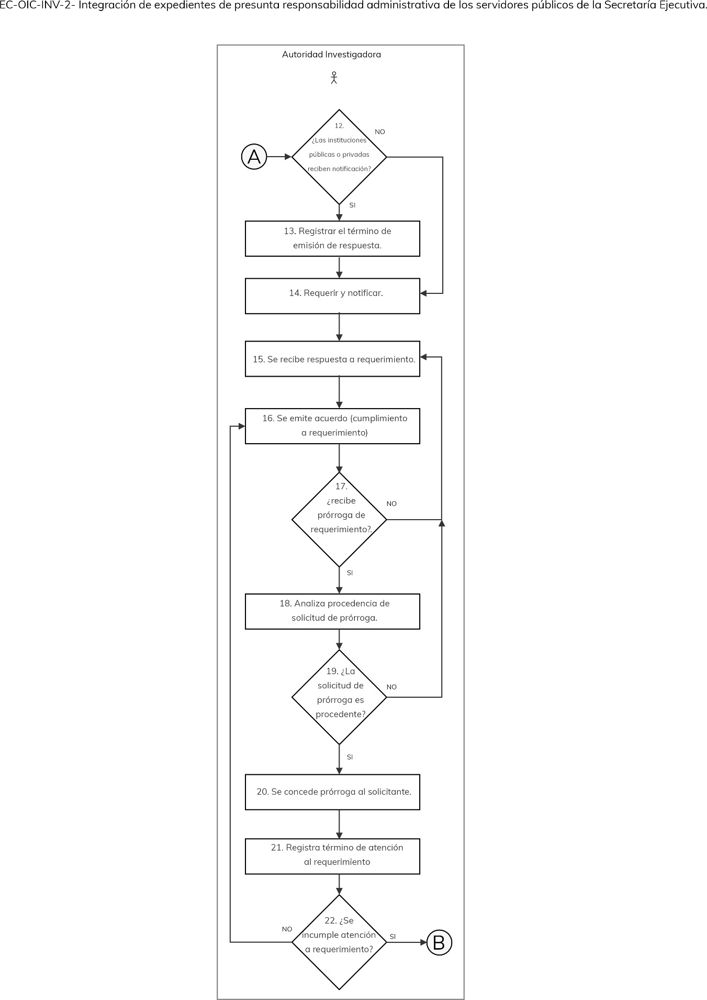 EC-OIC-INV-2- Integración de expedientes de presunta responsabilidad administrativa de los servidores públicos de la Secretaría Ejecutiva.
Autoridad Investigadora
12.
¿Las instituciones
públicas o privadas
reciben notificación?
NO
A
SI
13. Registrar el término de
emisión de respuesta.
14. Requerir y notificar.
15. Se recibe respuesta a requerimiento.
16. Se emite acuerdo (cumplimiento
a requerimiento)
17.
¿recibe
prórroga de
requerimiento?.
NO
SI
18. Analiza procedencia de
solicitud de prórroga.
19. ¿La
solicitud de
prórroga es
procedente?
NO
SI
20. Se concede prórroga al solicitante.
21. Registra término de atención
al requerimiento
22. ¿Se
incumple atención
a requerimiento?
NO
SI
B